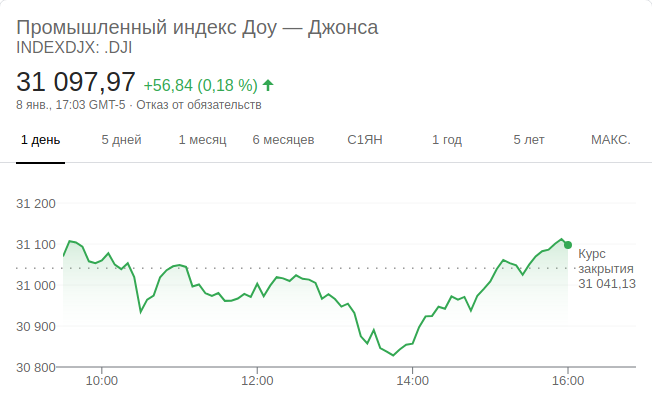 Промышленный индекс Доу — Джонса
INDEXDJX: .DJI
31 097,97 +56,84 (0,18 %) ↑
8 янв., 17:03 GMT-5 · Отказ от обязательств
1 день 5 дней 1 месяц 6 месяцев С1ЯН 1 год 5 лет МАКС.
31 200
31 100
Курс
закрытия
31 041,13
31 000
30 900
30 800
10:00 12:00 14:00 16:00